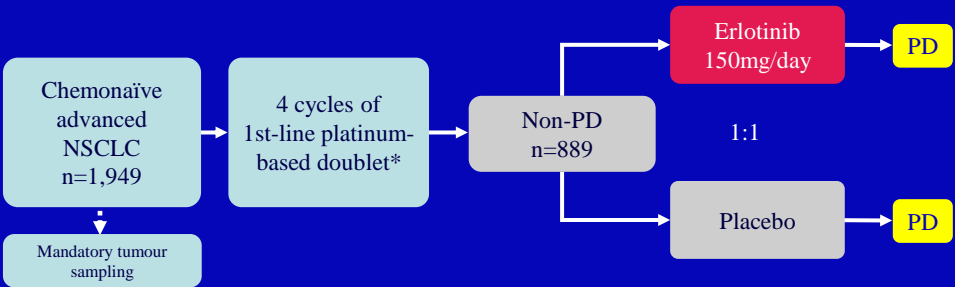 Chemonaïve
advanced
NSCLC
n=1,949
Mandatory tumour
sampling
4 cycles of
1st-line platinum-
based doublet*
Non-PD
n=889
Erlotinib
150mg/day
PD
1:1
Placebo
PD